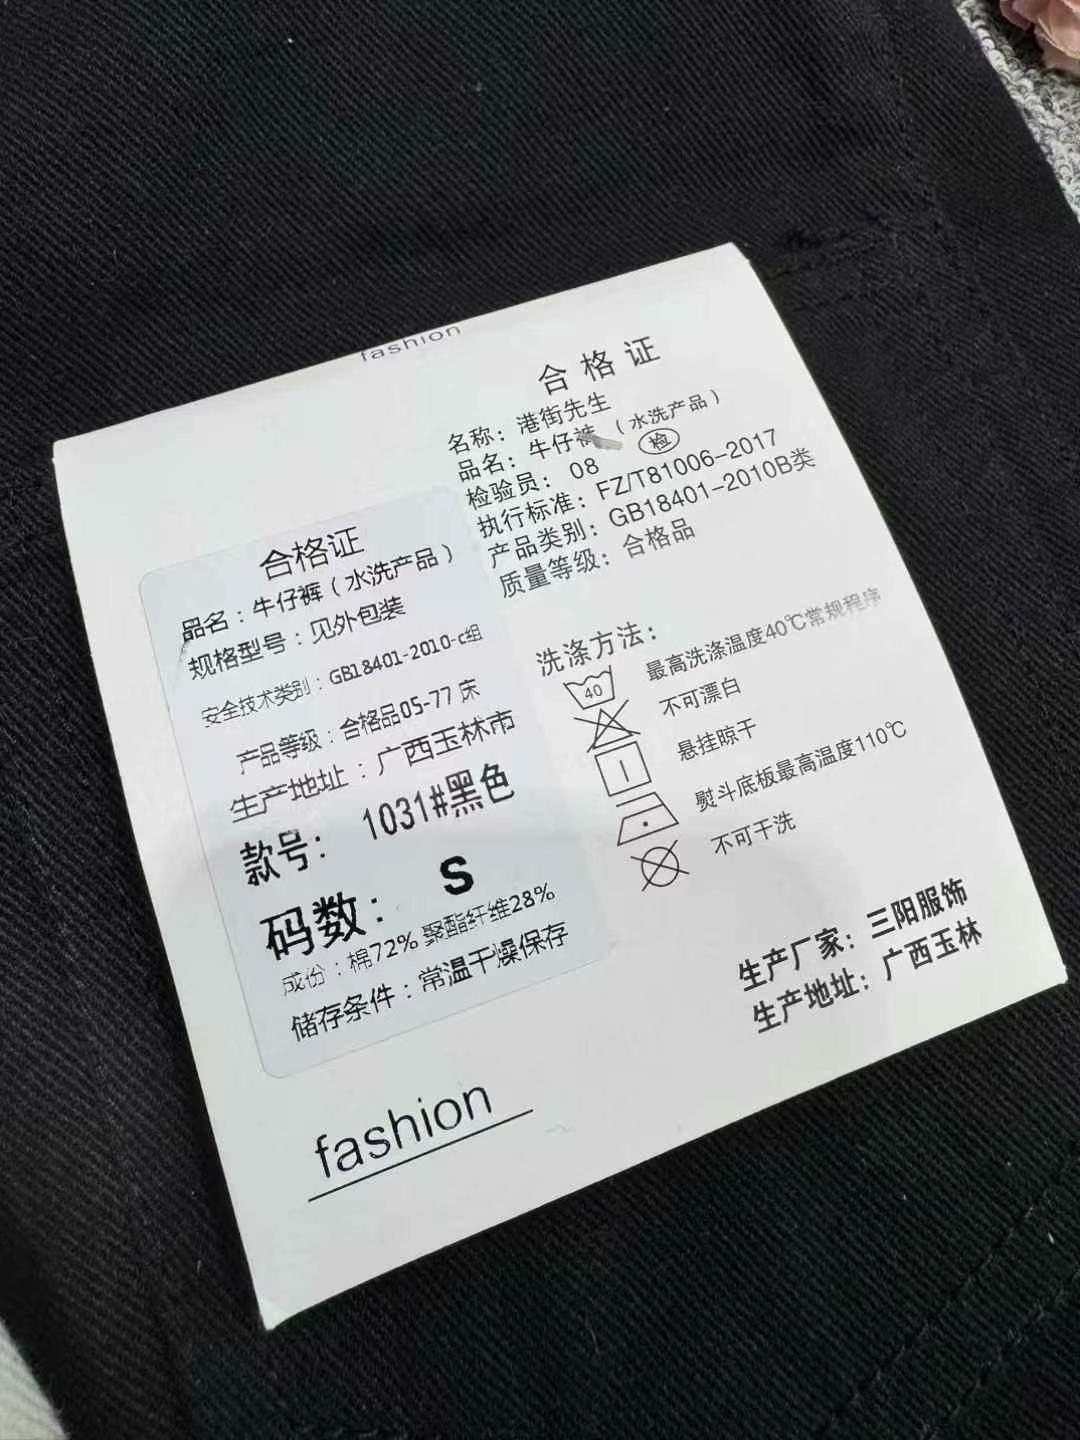 fashion
合格证
名称：港街先生
品名：牛仔裤（水洗产品）
检验员：08 检
执行标准：FZ/T81006-2017
产品类别：GB18401-2010B类
质量等级：合格品
洗涤方法：
40 最高洗涤温度40℃常规程序
不可漂白
悬挂晾干
熨斗底板最高温度110℃
不可干洗
生产厂家：三阳服饰
生产地址：广西玉林
合格证
品名：牛仔裤（水洗产品）
规格型号：见外包装
安全技术类别：GB18401-2010-c组
产品等级：合格品05-77 床
生产地址：广西玉林市
款号： 1031#黑色
码数： S
成份：棉72% 聚酯纤维28%
储存条件：常温干燥保存
fashion